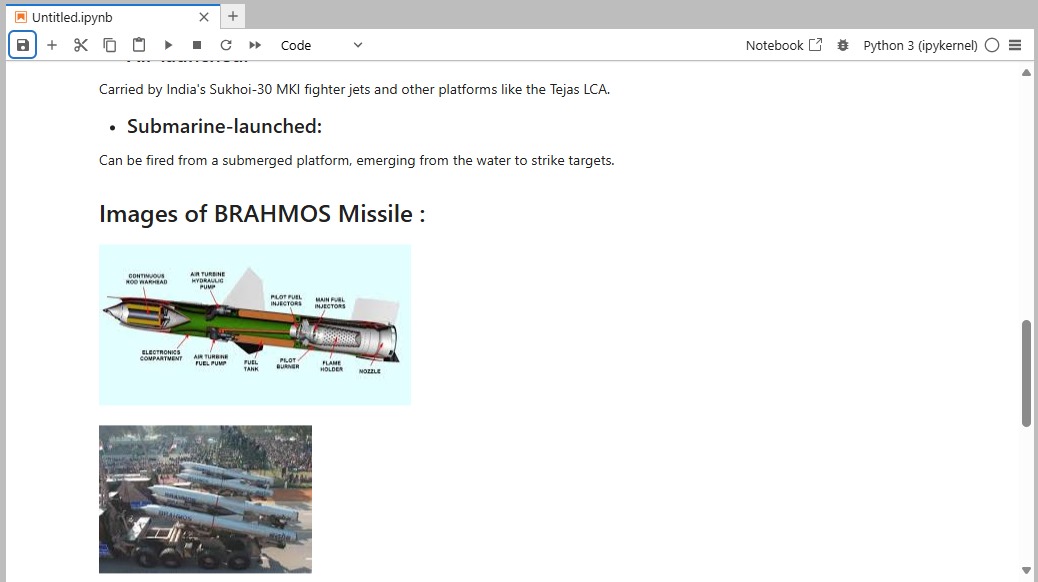 Untitled.ipynb
Code
Notebook
Python 3 (ipykernel)
Carried by India's Sukhoi-30 MKI fighter jets and other platforms like the Tejas LCA.
• Submarine-launched:
Can be fired from a submerged platform, emerging from the water to strike targets.
Images of BRAHMOS Missile :
CONTINUOUS
ROD WARHEAD
AIR TURBINE
HYDRAULIC
PUMP
PILOT FUEL
INJECTORS
MAIN FUEL
INJECTORS
ELECTRONICS
COMPARTMENT
AIR TURBINE
FUEL PUMP
FUEL
TANK
PILOT
BURNER
FLAME
HOLDER
NOZZLE
BRAHMOS
BRAHMOS